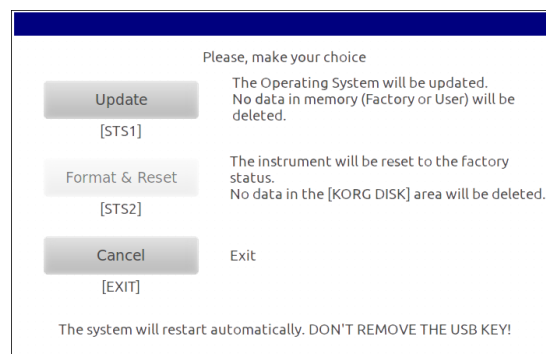 Please, make your choice
Update
[STS1]
The Operating System will be updated.
No data in memory (Factory or User) will be
deleted.
Format & Reset
[STS2]
The instrument will be reset to the factory
status.
No data in the [KORG DISK] area will be deleted.
Cancel
[EXIT]
Exit
The system will restart automatically. DON'T REMOVE THE USB KEY!